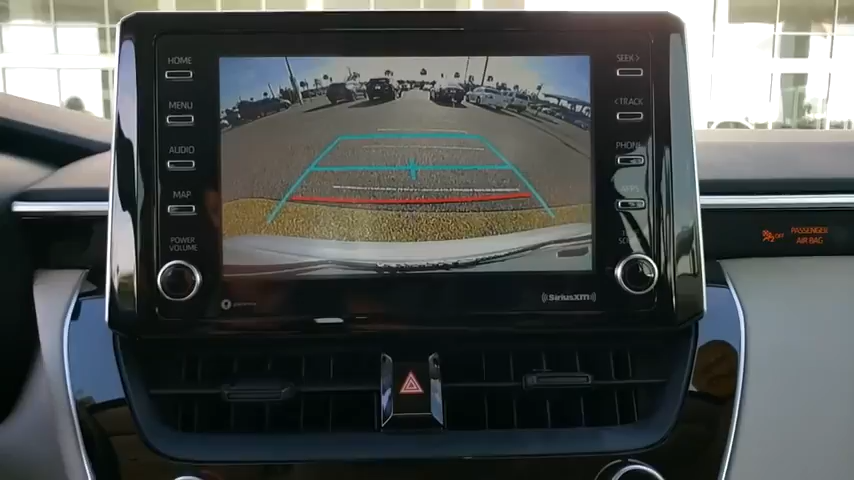 HOME
MENU
AUDIO
MAP
POWER
VOLUME
SEEK >
< TRACK
PHONE
APPS
SiriusXM
OFF
PASSENGER
AIR BAG